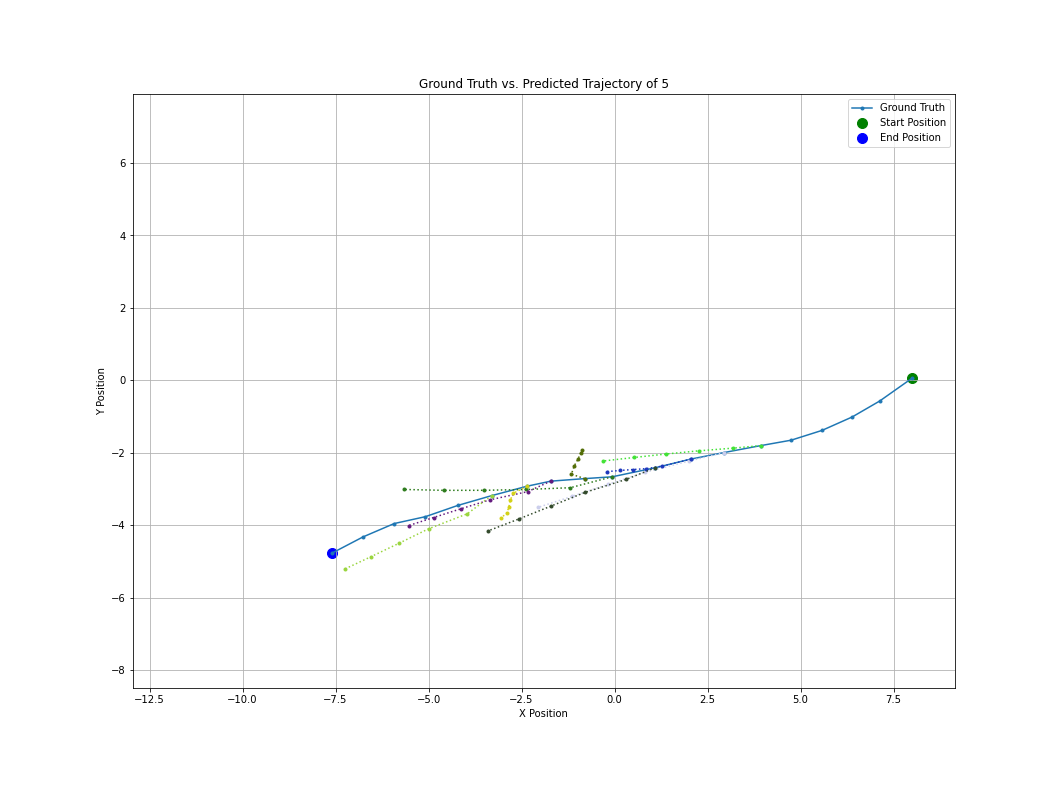 Ground Truth vs. Predicted Trajectory of 5
Ground Truth
Start Position
End Position
6
4
2
0
−2
−4
−6
−8
Y Position
−12.5
−10.0
−7.5
−5.0
−2.5
0.0
2.5
5.0
7.5
X Position